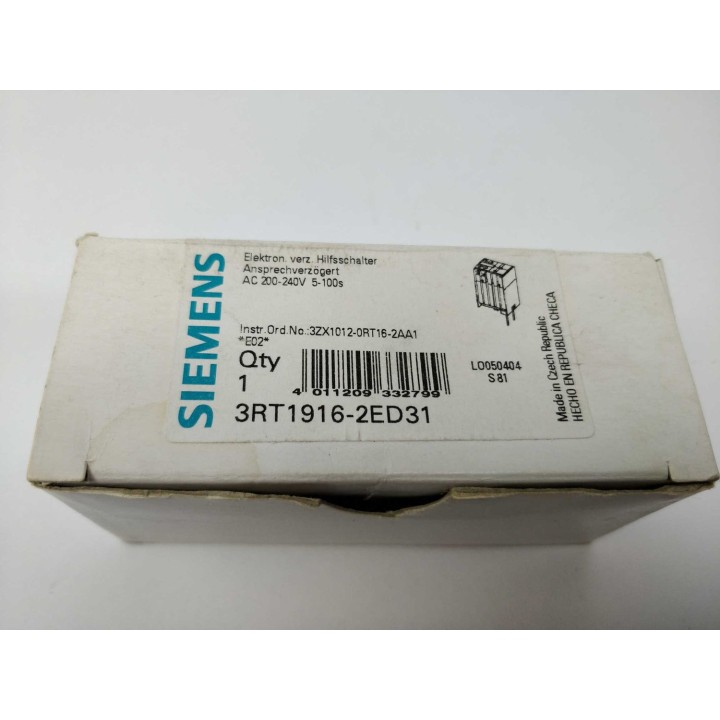 SIEMENS
Elektron. verz. Hilfsschalter
Ansprechverzögert
AC 200-240V 5-100s
Instr.Ord.No.:3ZX1012-0RT16-2AA1
*E02*
Qty
1
4 011209 332799
3RT1916-2ED31
LO050404
S81
Made in Czech Republic
HECHO EN REPUBLICA CHECA